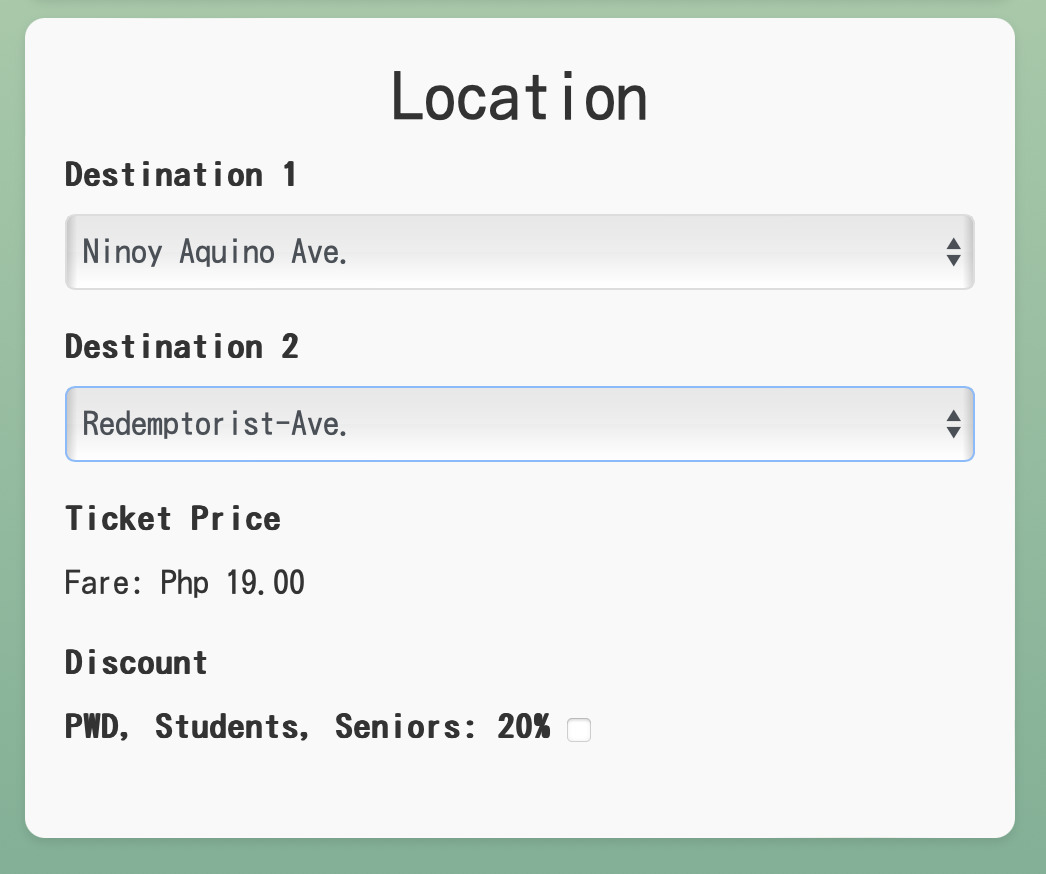 Location
Destination 1
Ninoy Aquino Ave.
Destination 2
Redemptorist-Ave.
Ticket Price
Fare: Php 19.00
Discount
PWD, Students, Seniors: 20%